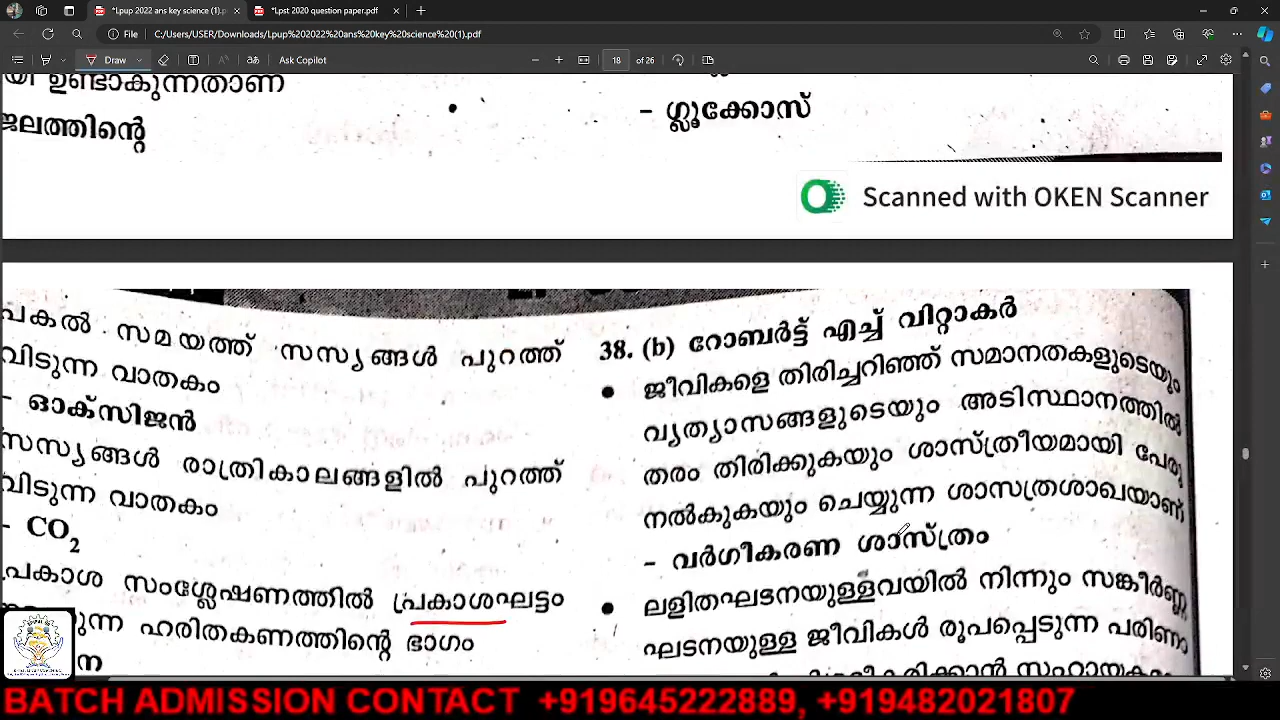 *Lpup 2022 ans key science (1).p
*Lpst 2020 question paper.pdf
File
C:/Users/USER/Downloads/Lpup%202022%20ans%20key%20science%20(1).pdf
Draw
Ask Copilot
18
of 26
യി ഉണ്ടാകുന്നതാണ
ജലത്തിന്റെ
- ഗ്ലൂക്കോസ്
Scanned with OKEN Scanner
പകൽ സമയത്ത് സസ്യങ്ങൾ പുറത്ത്
വിടുന്ന വാതകം
- ഓക്സിജൻ
സസ്യങ്ങൾ രാത്രികാലങ്ങളിൽ പുറത്ത്
വിടുന്ന വാതകം
- CO2
പ്രകാശ സംശ്ലേഷണത്തിൽ പ്രകാശഘട്ടം
ഹരിതകണത്തിന്റെ ഭാഗം
38. (b) റോബർട്ട് എച്ച് വിറ്റാകർ
• ജീവികളെ തിരിച്ചറിഞ്ഞ് സമാനതകളുടെയും
വ്യത്യാസങ്ങളുടെയും അടിസ്ഥാനത്തിൽ
തരം തിരിക്കുകയും ശാസ്ത്രീയമായി പേരു
നൽകുകയും ചെയ്യുന്ന ശാസത്രശാഖയാണ്
- വർഗീകരണ ശാസ്ത്രം
• ലളിതഘടനയുള്ളവയിൽ നിന്നും സങ്കീർണ്ണ
ഘടനയുള്ള ജീവികൾ രൂപപ്പെടുന്ന പരിണാ
BATCH ADMISSION CONTACT +919645222889, +919482021807